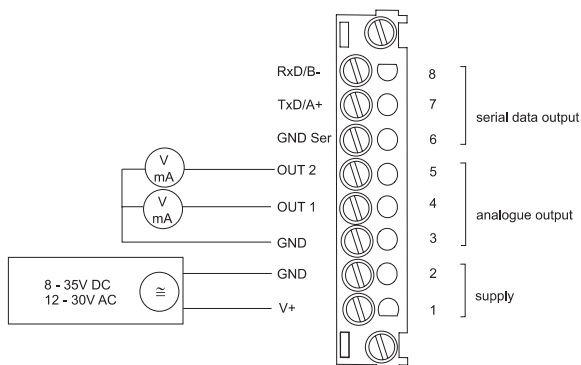 RxD/B- 8
TxD/A+ 7 serial data output
GND Ser 6
V
mA
OUT 2 5
V
mA
OUT 1 4 analogue output
GND 3
8 - 35V DC
12 - 30V AC
≅
GND 2
V+ 1
supply